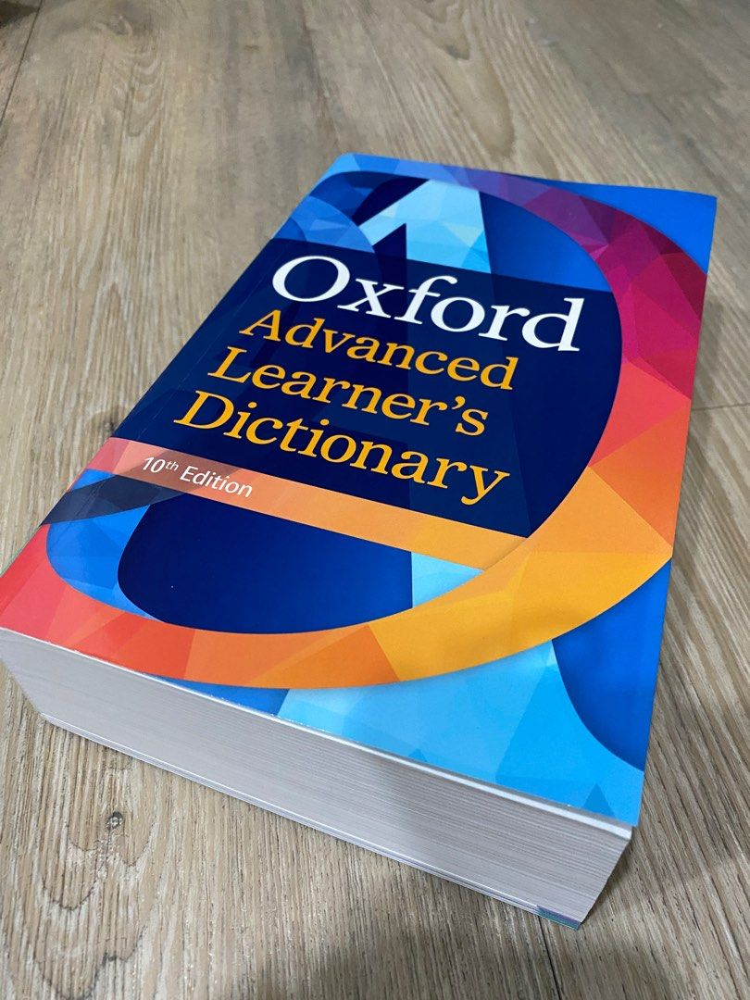 Oxford
Advanced
Learner's
Dictionary
10th Edition